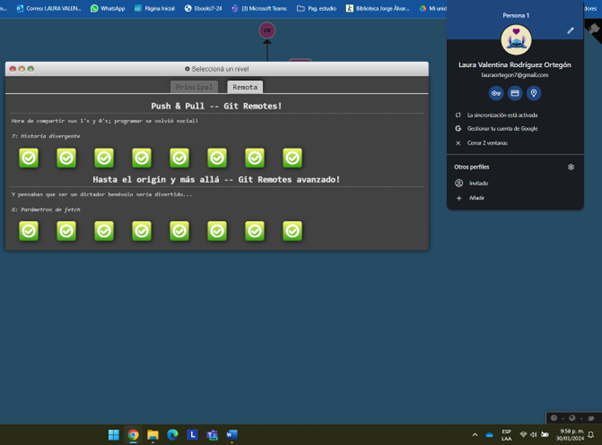 Correo: LAURA VALEN...
WhatsApp
Página Inicial
Ebooks7-24
(3) Microsoft Teams
Pag. estudio
Biblioteca Jorge Álvar...
Mi unid
dores
Persona 1
Laura Valentina Rodriguez Ortegón
lauraortegon7@gmail.com
La sincronización está activada
Gestionar tu cuenta de Google
Cerrar 2 ventanas
Otros perfiles
Invitado
Añadir
Seleccioná un nivel
Principal
Remota
Push & Pull -- Git Remotes!
Hora de compartir sus 1's y 0's; programar se volvió social!
7: Historia divergente
Hasta el origin y más allá -- Git Remotes avanzado!
Y pensabas que ser un dictador benévolo sería divertido...
6: Parámetros de fetch
ESP
LAA
9:58 p. m.
30/01/2024